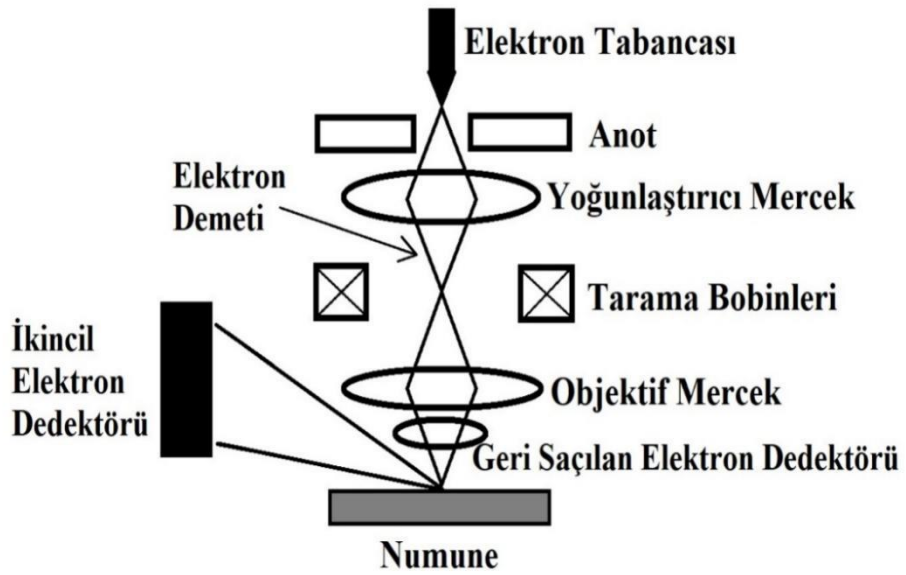 Elektron Tabancası
Anot
Elektron
Demeti
Yoğunlaştırıcı Mercek
Tarama Bobinleri
İkincil
Elektron
Dedektörü
Objektif Mercek
Geri Saçılan Elektron Dedektörü
Numune